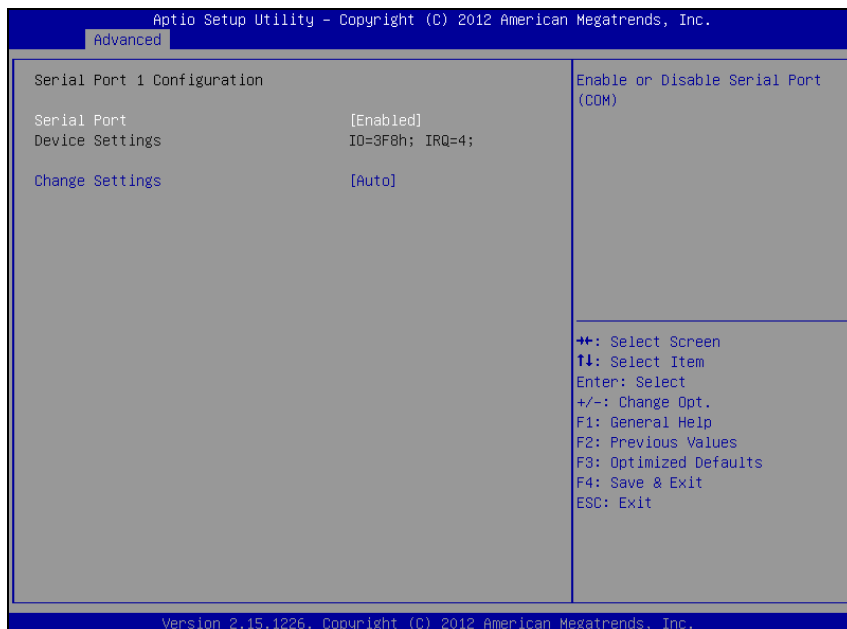 Aptio Setup Utility – Copyright (C) 2012 American Megatrends, Inc.
Advanced
Serial Port 1 Configuration
Serial Port [Enabled]
Device Settings IO=3F8h; IRQ=4;
Change Settings [Auto]
Enable or Disable Serial Port
(COM)
→←: Select Screen
↑↓: Select Item
Enter: Select
+/-: Change Opt.
F1: General Help
F2: Previous Values
F3: Optimized Defaults
F4: Save & Exit
ESC: Exit
Version 2.15.1226. Copyright (C) 2012 American Megatrends, Inc.